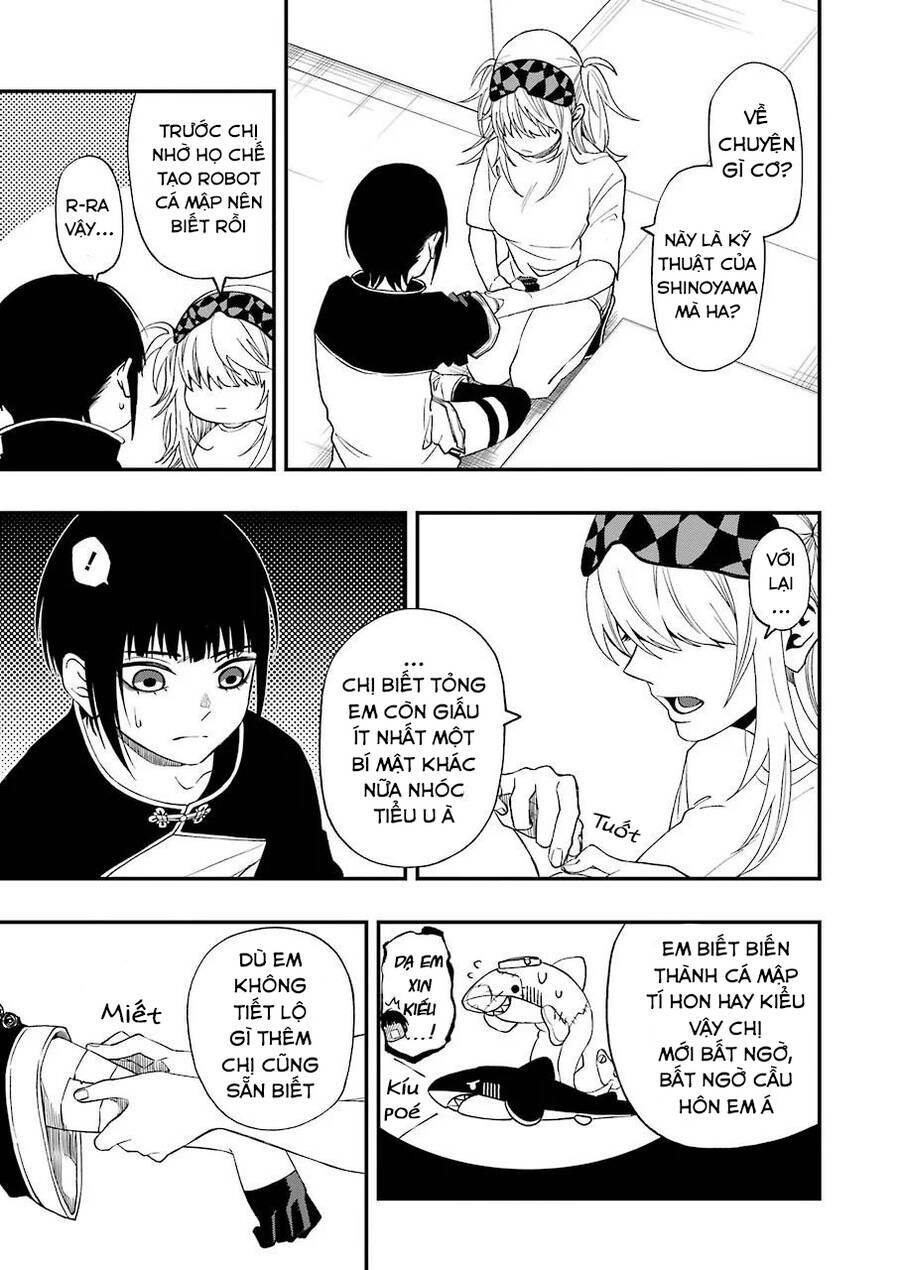 VỀ
CHUYỆN
GÌ CƠ?
NÀY LÀ KỸ
THUẬT CỦA
SHINOYAMA
MÀ HA?
TRƯỚC CHỊ
NHỜ HỌ CHẾ
TẠO ROBOT
CÁ MẬP NÊN
BIẾT RỒI
R-RA
VẬY...
VỚI
LẠI
...
Tuốt
...
CHỊ BIẾT TỎNG
EM CÒN GIẤU
ÍT NHẤT MỘT
BÍ MẬT KHÁC
NỮA NHÓC
TIỂU U À
!
EM BIẾT BIẾN
THÀNH CÁ MẬP
TÍ HON HAY KIỂU
VẬY CHỊ
MỚI BẤT NGỜ,
BẤT NGỜ CẦU
HÔN EM Á
DẠ EM
XIN
KIẾU
...!
Kíu
poé
DÙ EM
KHÔNG
TIẾT LỘ
GÌ THÊM
CHỊ CŨNG
SẴN BIẾT
Miết